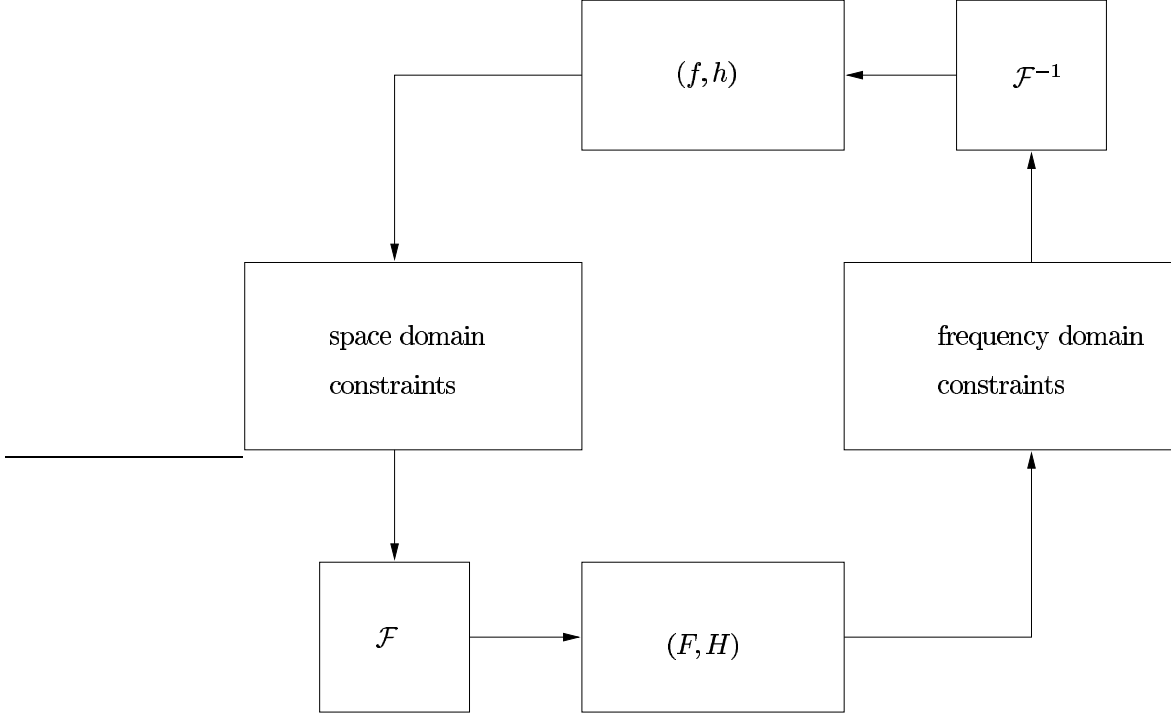 (f, h)
ℱ⁻¹
space domain
constraints
frequency domain
constraints
ℱ
(F, H)